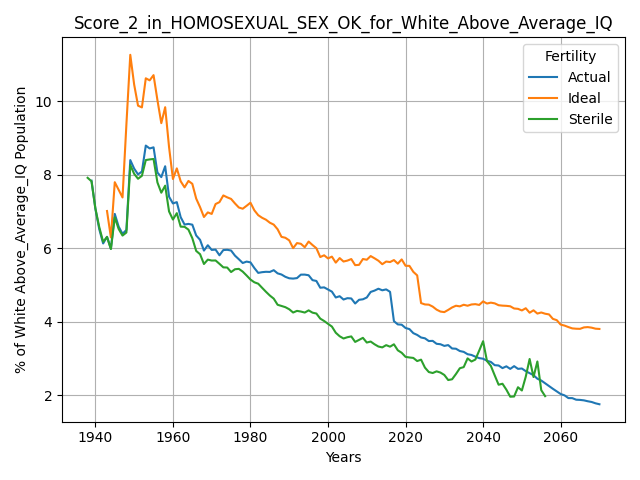 Score_2_in_HOMOSEXUAL_SEX_OK_for_White_Above_Average_IQ
% of White Above_Average_IQ Population
10
8
6
4
2
Fertility
Actual
Ideal
Sterile
1940 1960 1980 2000 2020 2040 2060
Years